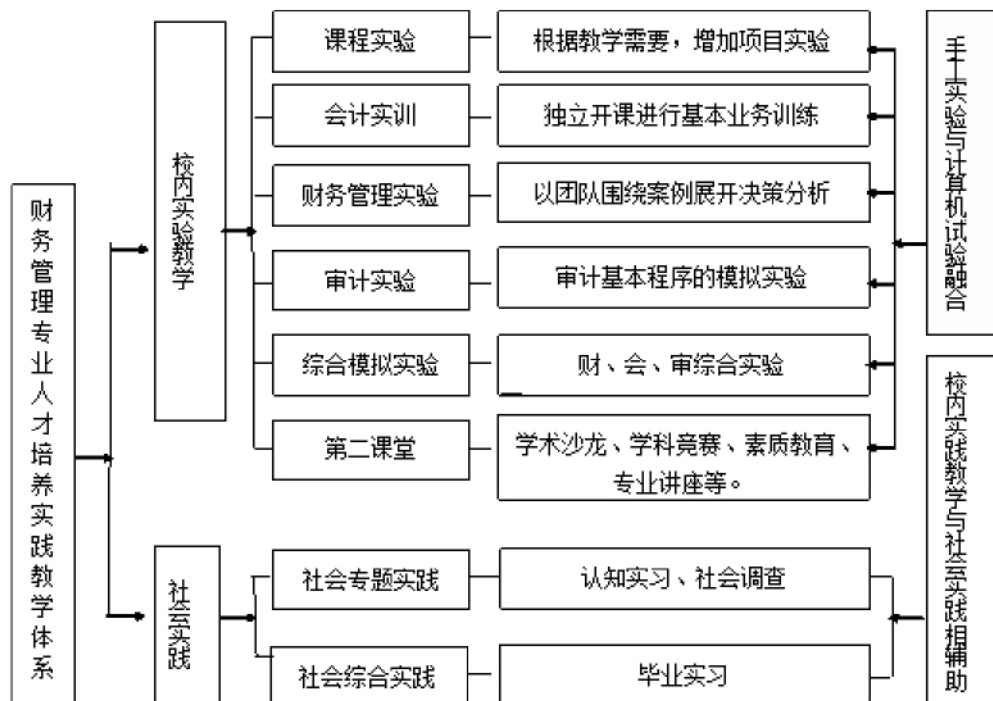 财务管理专业人才培养实践教学体系
校内实验教学
课程实验
根据教学需要，增加项目实验
会计实训
独立开课进行基本业务训练
财务管理实验
以团队围绕案例展开决策分析
审计实验
审计基本程序的模拟实验
综合模拟实验
财、会、审综合实验
第二课堂
学术沙龙、学科竞赛、素质教育、
专业讲座等。
社会实践
社会专题实践
认知实习、社会调查
社会综合实践
毕业实习
手工实验与计算机试验融合
校内实践教学与社会实践相辅助